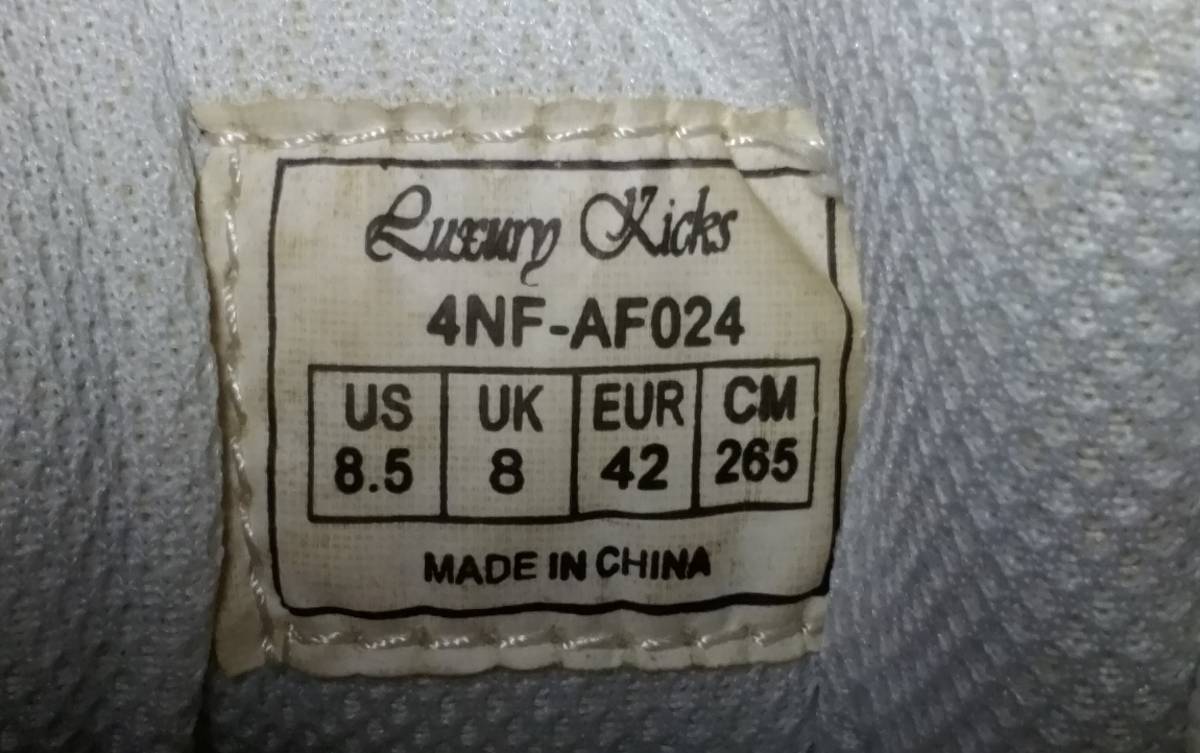 Luxury Kicks
4NF-AF024
US UK EUR CM
8.5 8 42 265
MADE IN CHINA